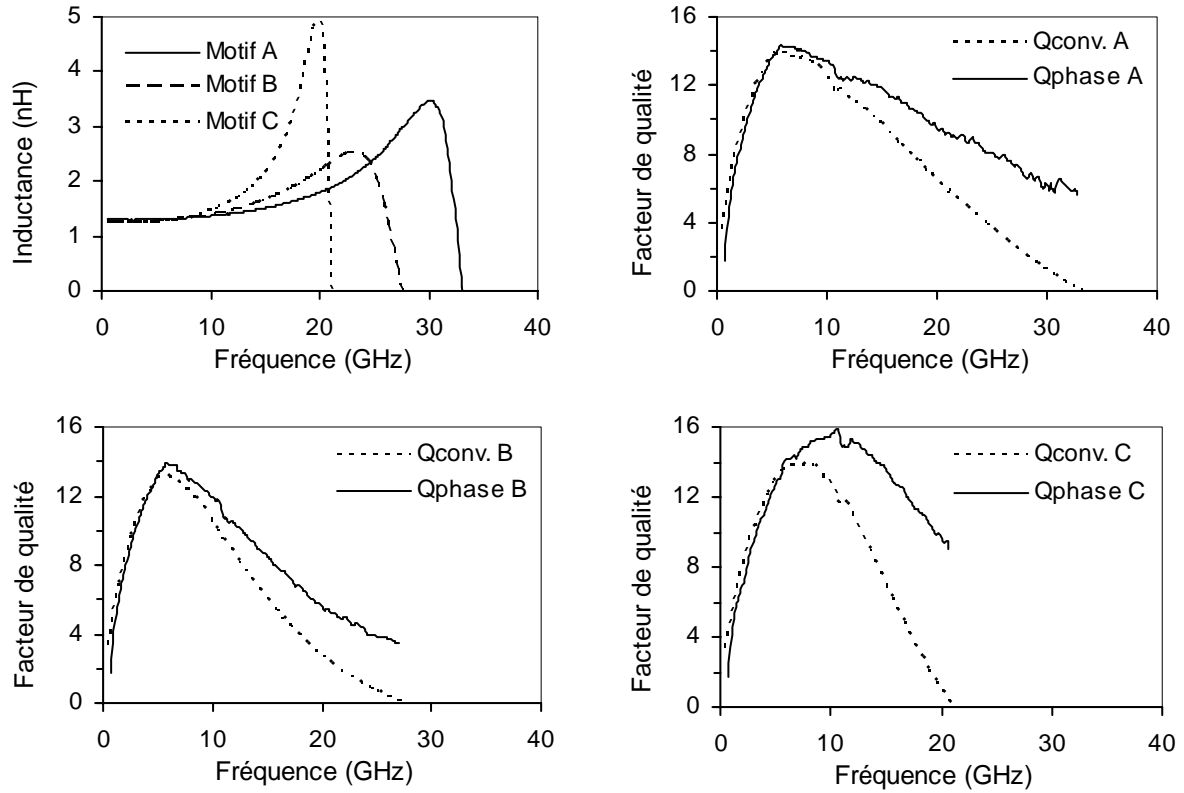 5
4
3
2
1
0
Inductance (nH)
Motif A
Motif B
Motif C
0 10 20 30 40
Fréquence (GHz)
16
12
8
4
0
Facteur de qualité
Qconv. A
Qphase A
0 10 20 30 40
Fréquence (GHz)
16
12
8
4
0
Facteur de qualité
Qconv. B
Qphase B
0 10 20 30 40
Fréquence (GHz)
16
12
8
4
0
Facteur de qualité
Qconv. C
Qphase C
0 10 20 30 40
Fréquence (GHz)